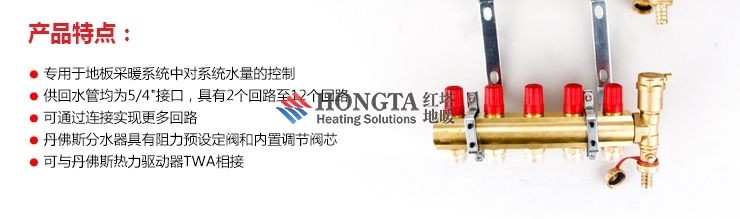 产品特点：
专用于地板采暖系统中对系统水量的控制
供回水管均为5/4"接口，具有2个回路至12个回路
可通过连接实现更多回路
丹佛斯分水器具有阻力预设定阀和内置调节阀芯
可与丹佛斯热力驱动器TWA相接
HONGTA 红塔
Heating Solutions 地暖